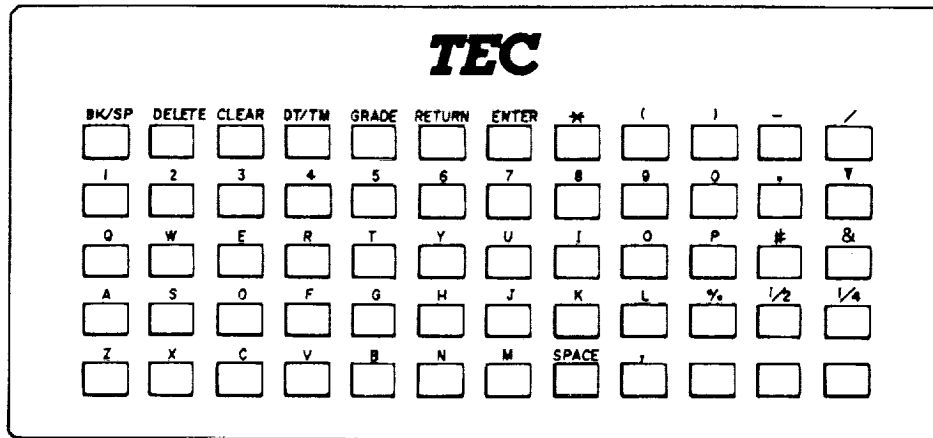 TEC
BK/SP DELETE CLEAR DT/TM GRADE RETURN ENTER * ( ) - /
1 2 3 4 5 6 7 8 9 0 , ▼
Q W E R T Y U I O P # &
A S O F G H J K L % 1/2 1/4
Z X C V B N M SPACE ,